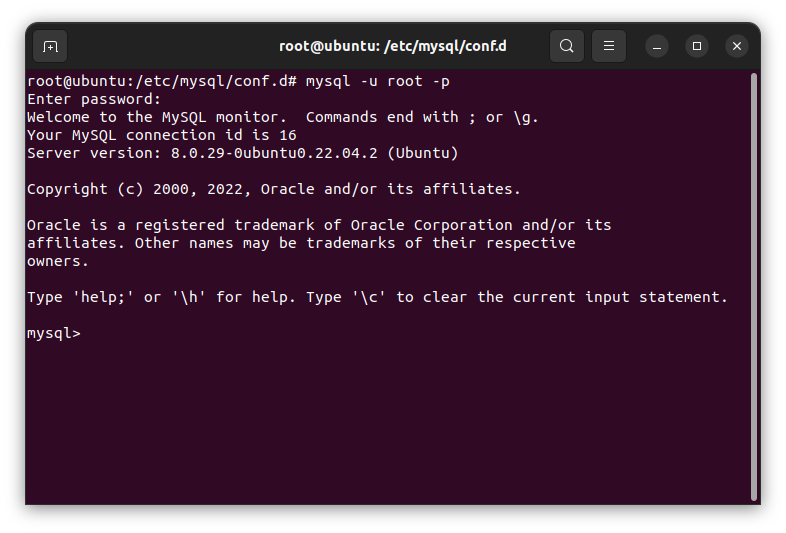 root@ubuntu: /etc/mysql/conf.d
root@ubuntu:/etc/mysql/conf.d# mysql -u root -p
Enter password:
Welcome to the MySQL monitor.  Commands end with ; or \g.
Your MySQL connection id is 16
Server version: 8.0.29-0ubuntu0.22.04.2 (Ubuntu)
Copyright (c) 2000, 2022, Oracle and/or its affiliates.
Oracle is a registered trademark of Oracle Corporation and/or its
affiliates. Other names may be trademarks of their respective
owners.
Type 'help;' or '\h' for help. Type '\c' to clear the current input statement.
mysql>